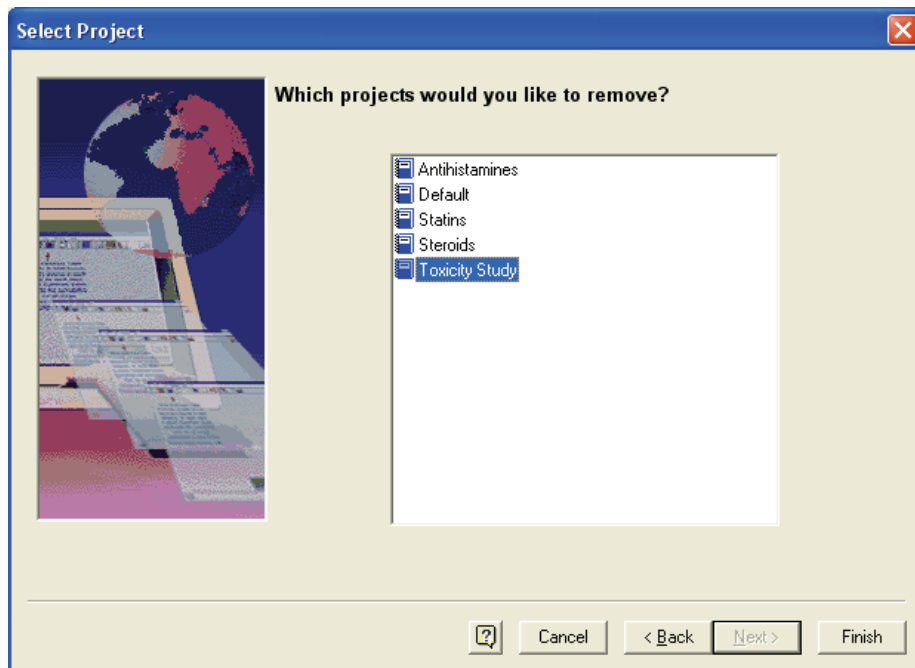 Select Project
Which projects would you like to remove?
Antihistamines
Default
Statins
Steroids
Toxicity Study
? Cancel < Back Next > Finish